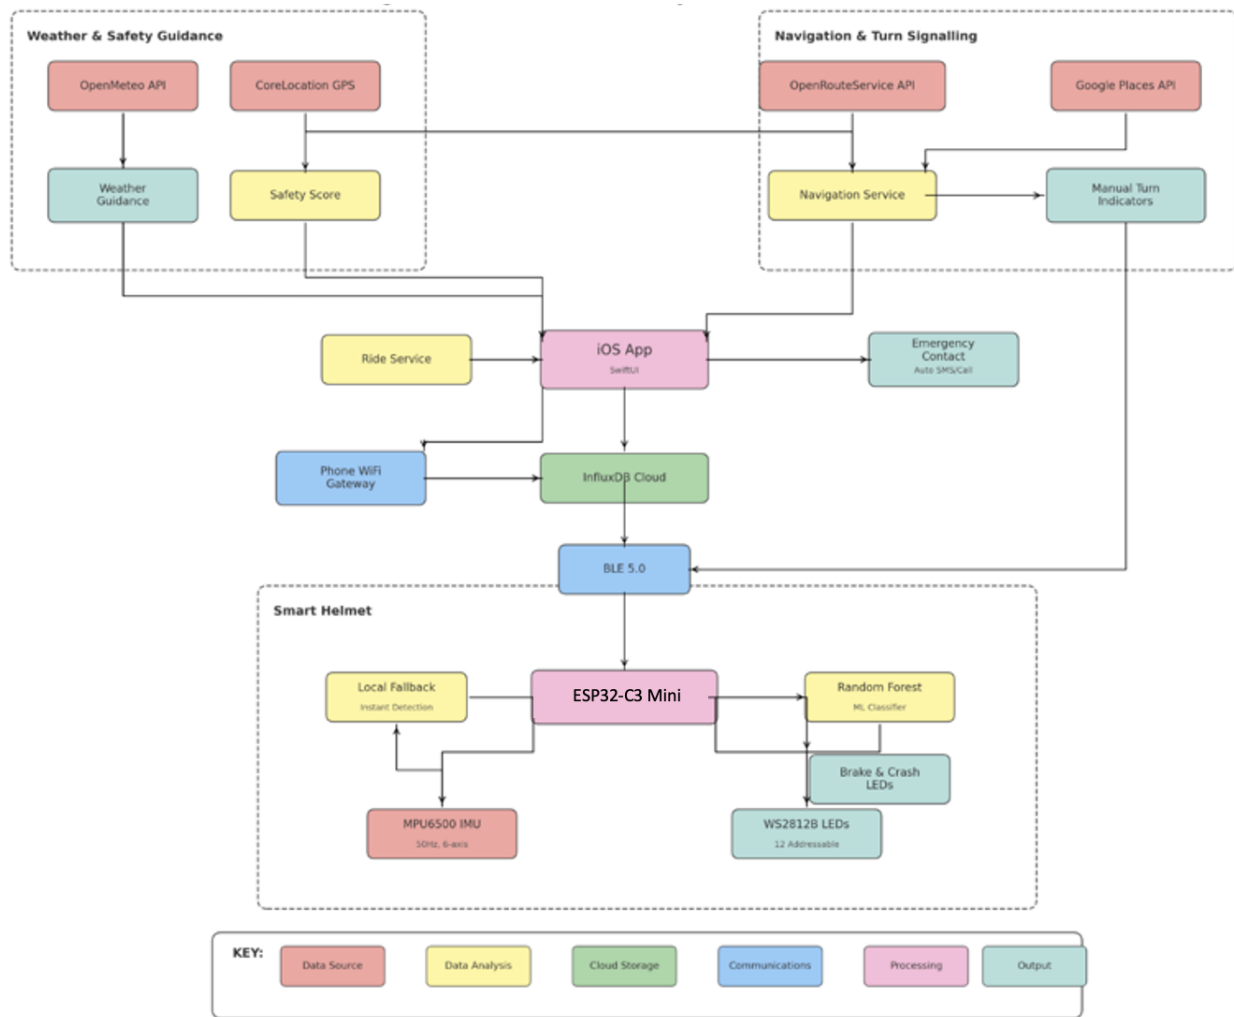 Weather & Safety Guidance
Navigation & Turn Signalling
OpenMeteo API
CoreLocation GPS
OpenRouteService API
Google Places API
Weather
Guidance
Safety Score
Navigation Service
Manual Turn
Indicators
Ride Service
iOS App
SwiftUI
Emergency
Contact
Auto SMS/Call
Phone WiFi
Gateway
InfluxDB Cloud
BLE 5.0
Smart Helmet
Local Fallback
Instant Detection
ESP32-C3 Mini
Random Forest
ML Classifier
Brake & Crash
LEDs
MPU6500 IMU
50Hz, 6-axis
WS2812B LEDs
12 Addressable
KEY:
Data Source
Data Analysis
Cloud Storage
Communications
Processing
Output